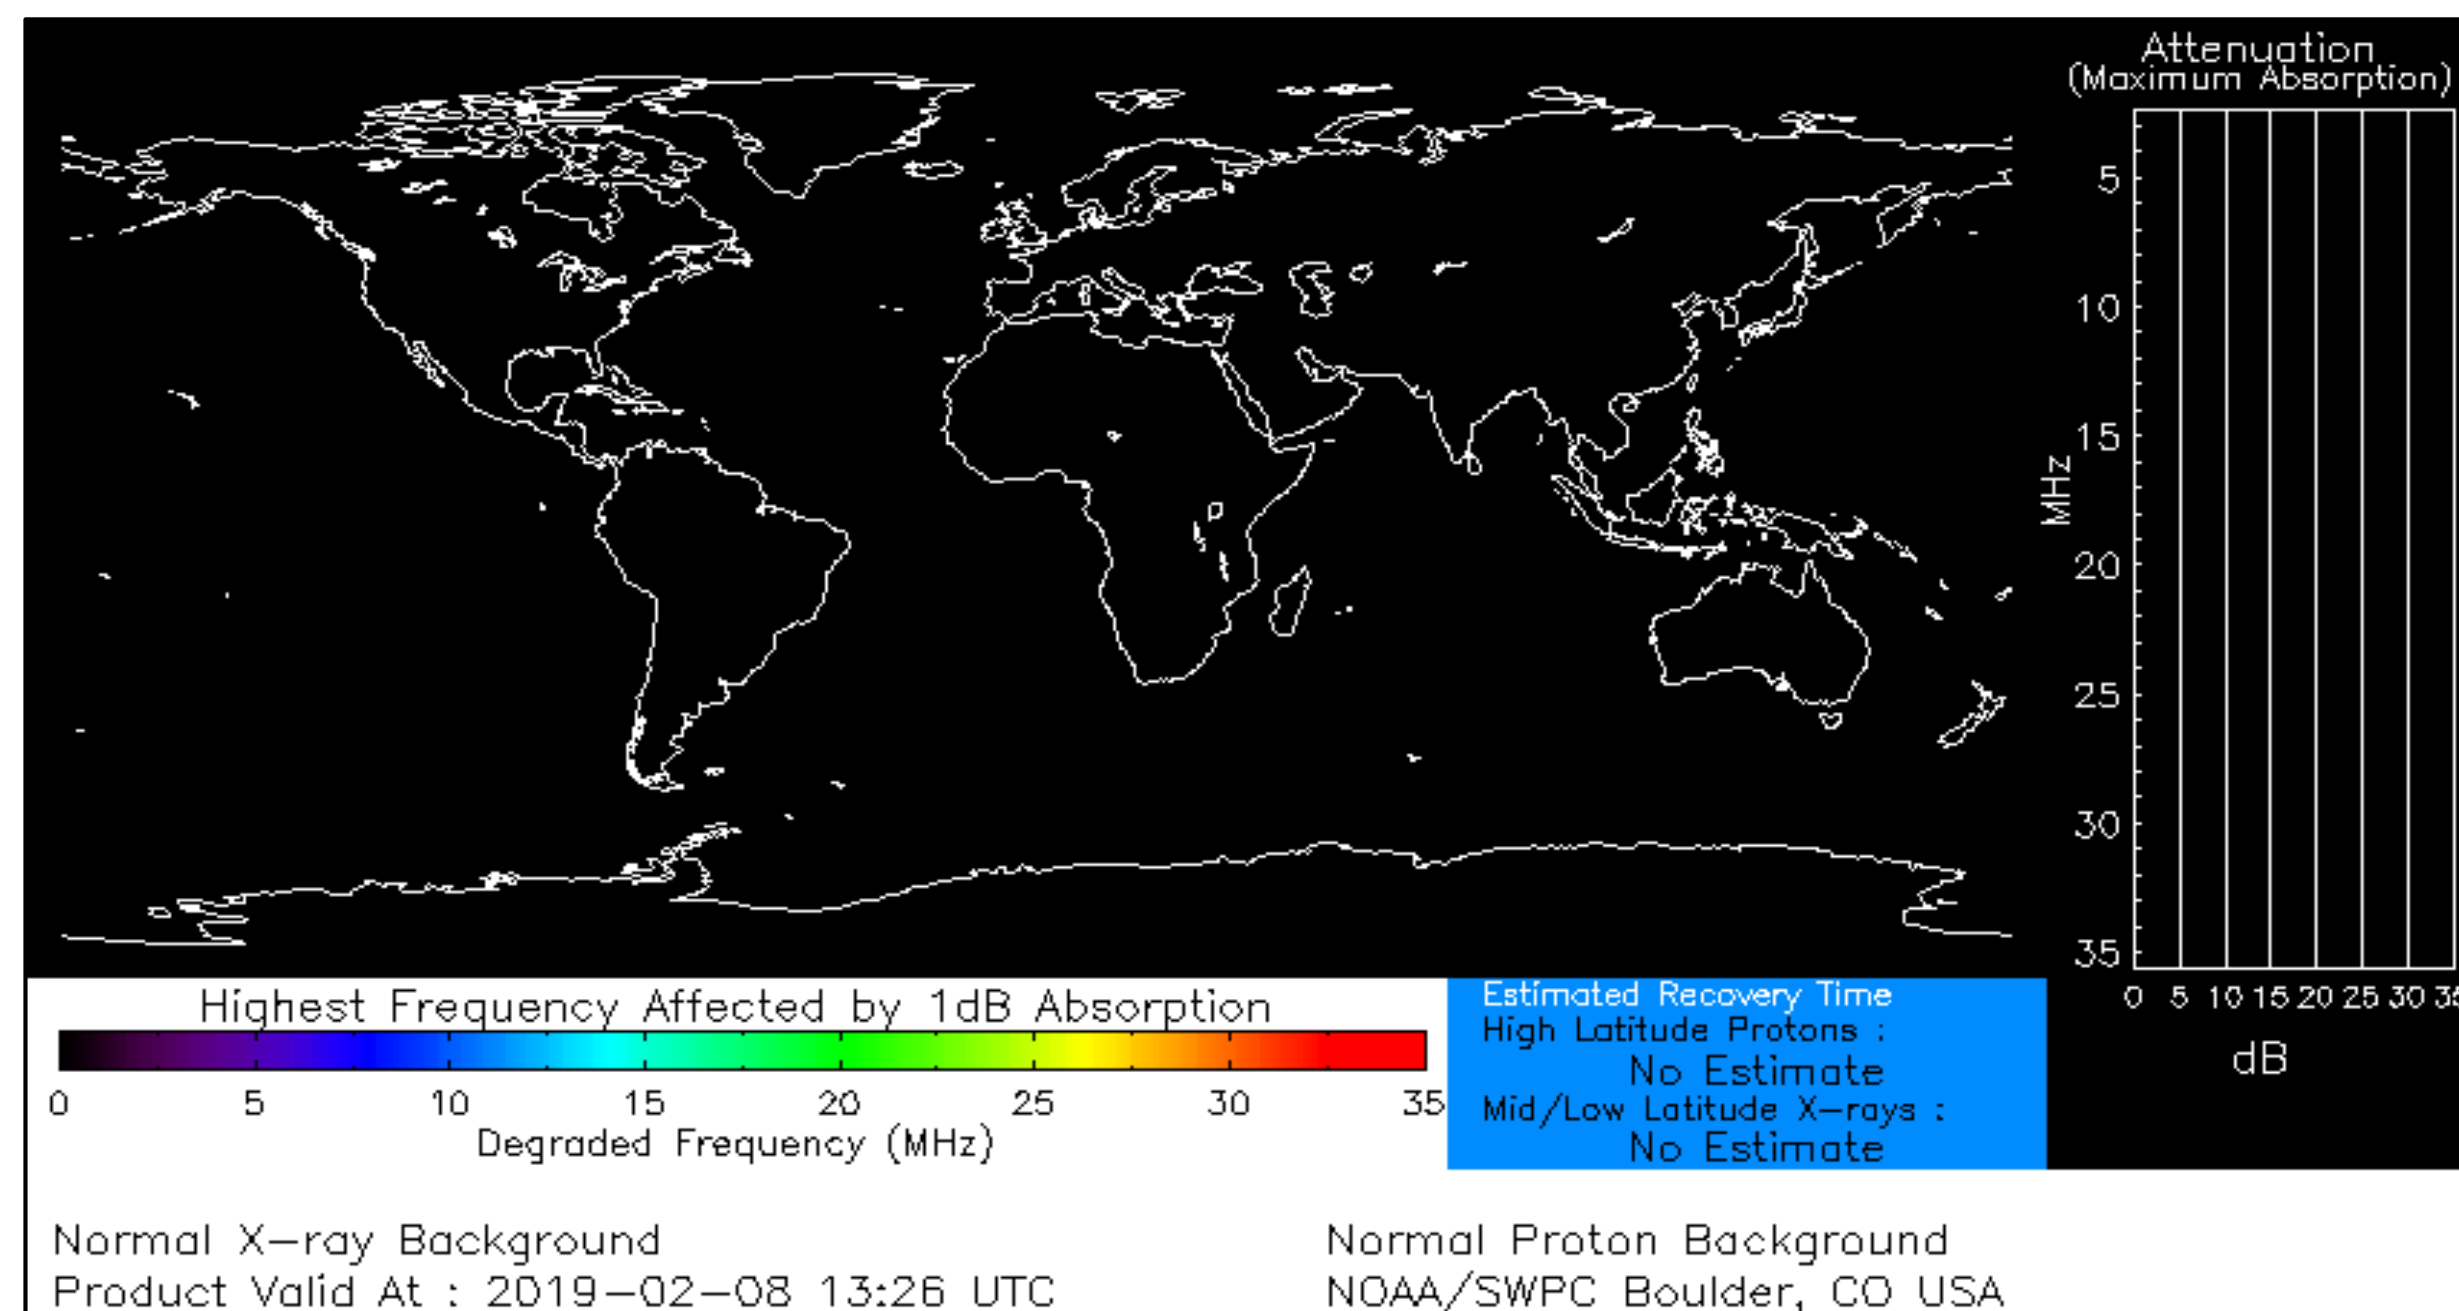 Attenuation
(Maximum Absorption)
5
10
15
20
25
30
35
MHz
0 5 10 15 20 25 30
dB
Highest Frequency Affected by 1dB Absorption
0 5 10 15 20 25 30 35
Degraded Frequency (MHz)
Estimated Recovery Time
High Latitude Protons :
No Estimate
Mid/Low Latitude X-rays :
No Estimate
Normal X-ray Background
Normal Proton Background
Product Valid At : 2019-02-08 13:26 UTC
NOAA/SWPC Boulder, CO USA